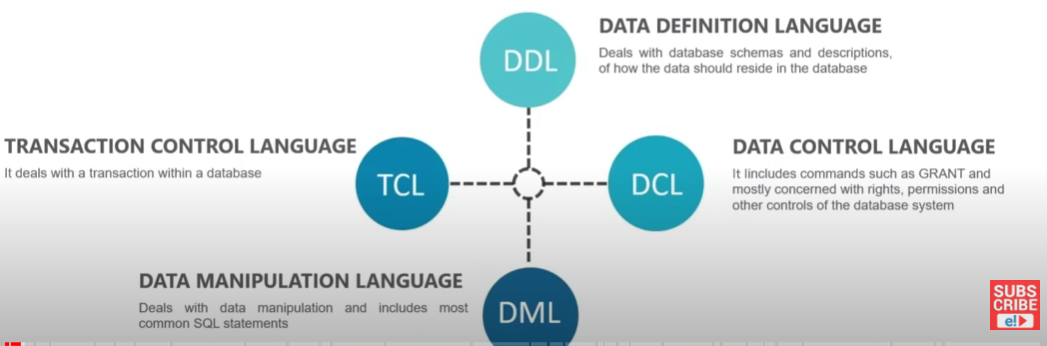 DATA DEFINITION LANGUAGE
Deals with database schemas and descriptions,
of how the data should reside in the database
DDL
TRANSACTION CONTROL LANGUAGE
It deals with a transaction within a database
TCL
DCL
DATA CONTROL LANGUAGE
It lincludes commands such as GRANT and
mostly concerned with rights, permissions and
other controls of the database system
DATA MANIPULATION LANGUAGE
Deals with data manipulation and includes most
common SQL statements
DML
SUBS
CRIBE
e!